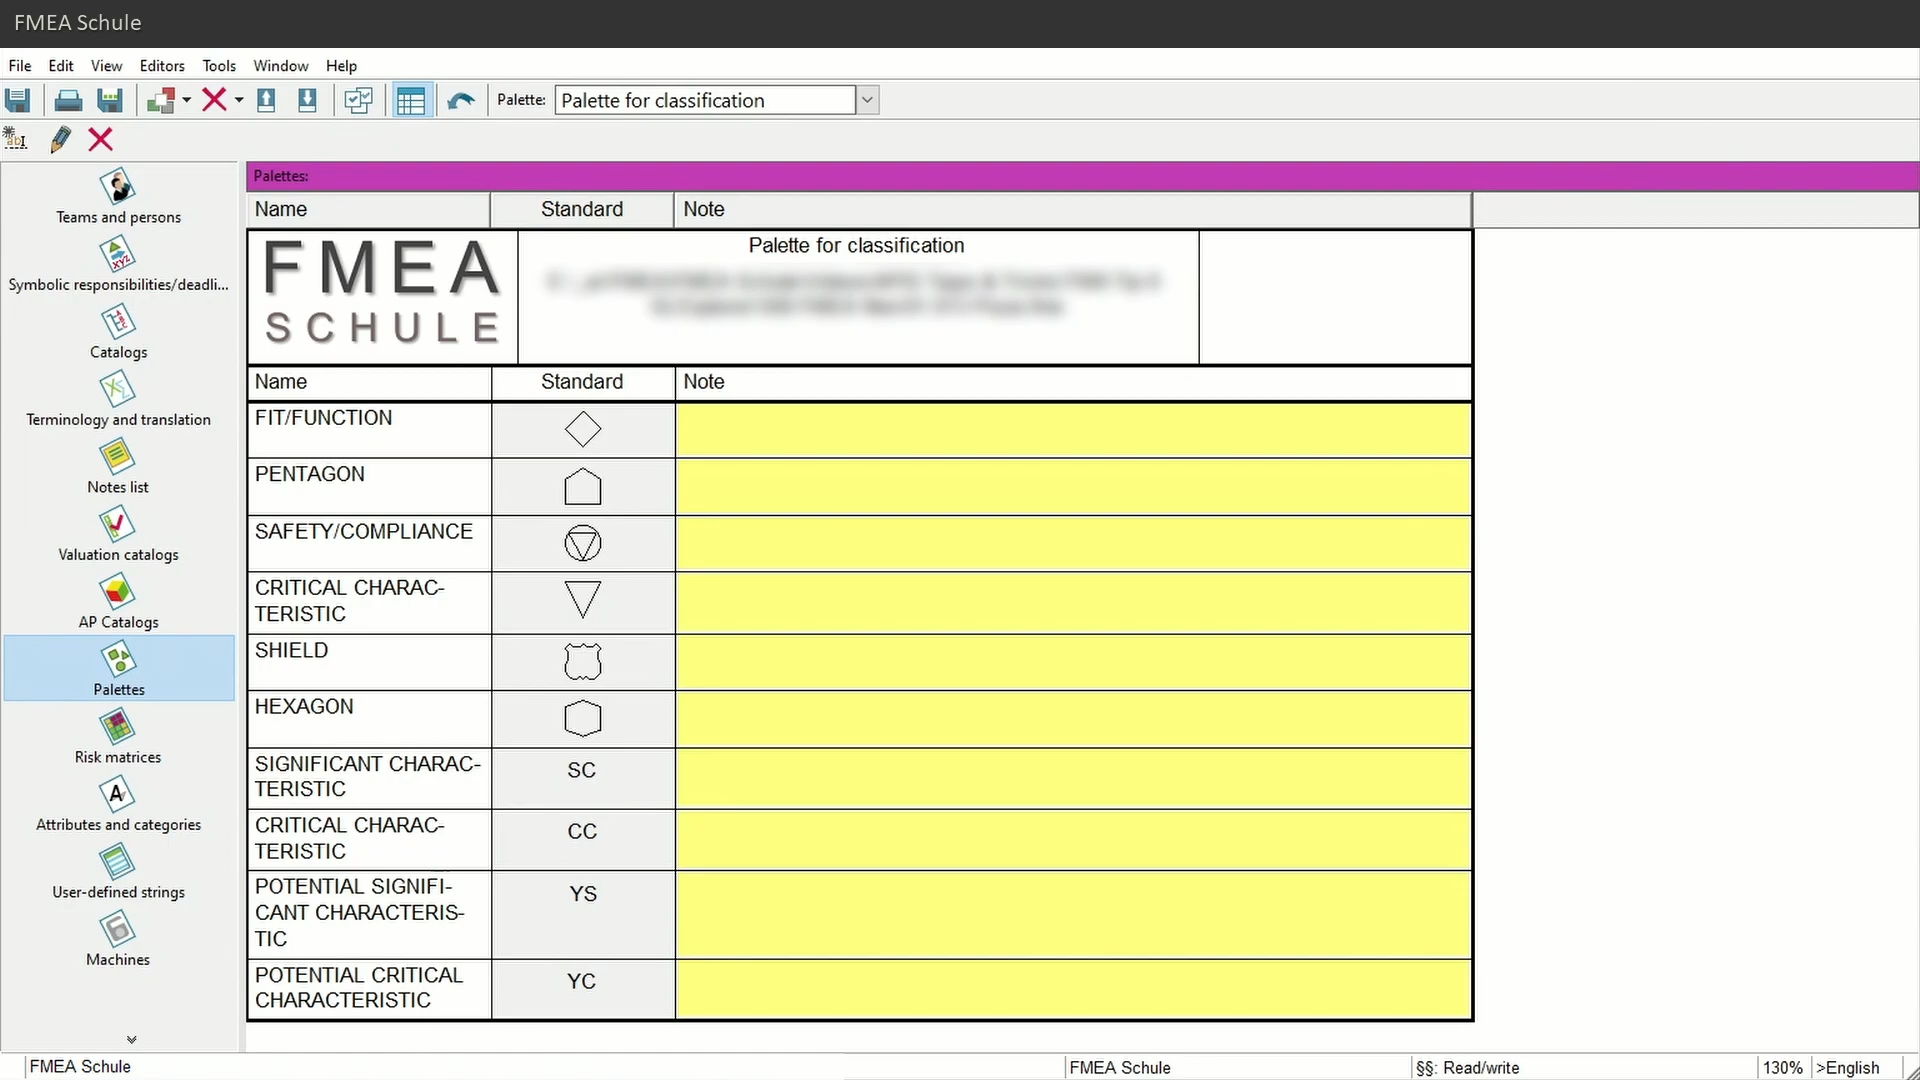 FMEA Schule
File Edit View Editors Tools Window Help
Palette: Palette for classification
abI
Teams and persons
Symbolic responsibilities/deadli...
Catalogs
Terminology and translation
Notes list
Valuation catalogs
AP Catalogs
Palettes
Risk matrices
Attributes and categories
User-defined strings
Machines
Palettes:
Name Standard Note
FMEA
SCHULE
Palette for classification
Name Standard Note
FIT/FUNCTION
PENTAGON
SAFETY/COMPLIANCE
CRITICAL CHARAC-
TERISTIC
SHIELD
HEXAGON
SIGNIFICANT CHARAC- SC
TERISTIC
CRITICAL CHARAC- CC
TERISTIC
POTENTIAL SIGNIFI- YS
CANT CHARACTERIS-
TIC
POTENTIAL CRITICAL YC
CHARACTERISTIC
FMEA Schule FMEA Schule §§: Read/write 130% >English